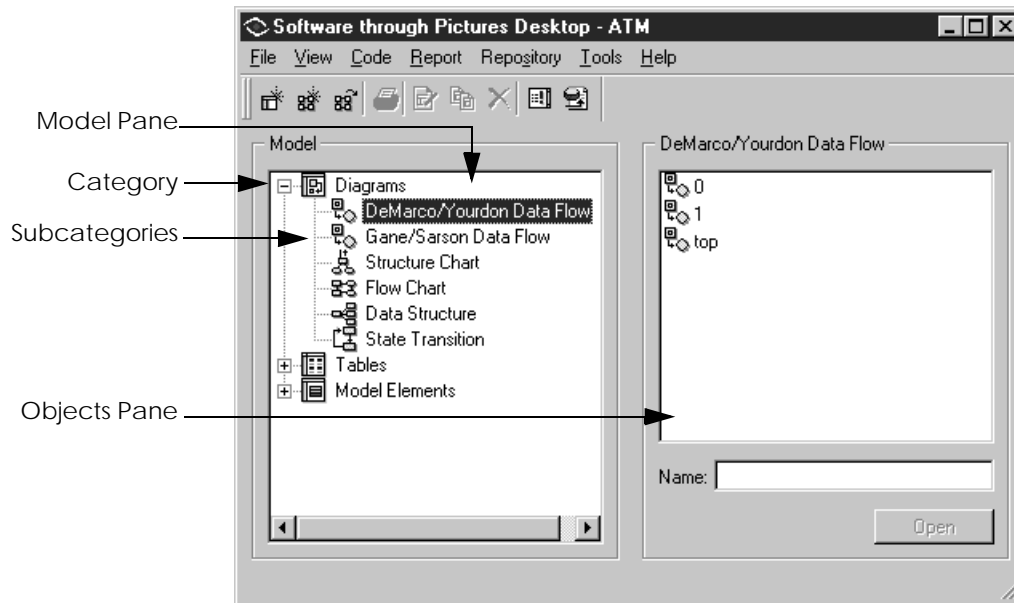 Software through Pictures Desktop - ATM
File View Code Report Repository Tools Help
Model Pane
Category
Subcategories
Objects Pane
Model
Diagrams
DeMarco/Yourdon Data Flow
Gane/Sarson Data Flow
Structure Chart
Flow Chart
Data Structure
State Transition
Tables
Model Elements
DeMarco/Yourdon Data Flow
0
1
top
Name:
Open